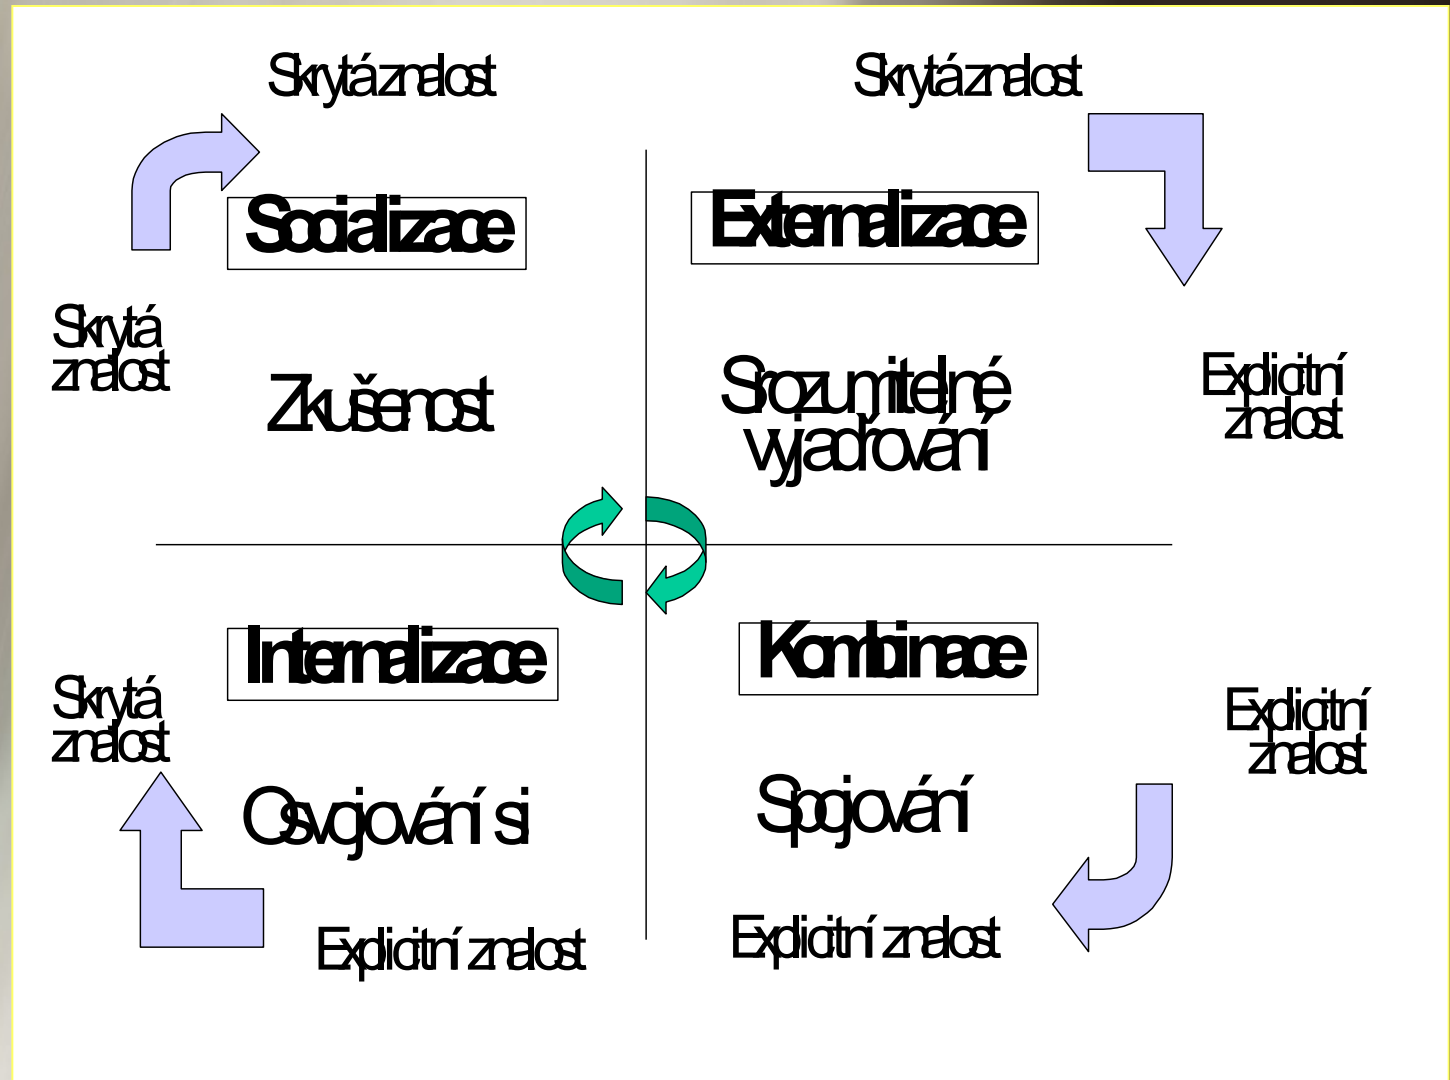 Skrytá znalost
Skrytá znalost
Socializace
Externalizace
Skrytá
znalost
Zkušenost
Srozumitelné
vyjadřování
Explicitní
znalost
Internalizace
Kombinace
Skrytá
znalost
Explicitní
znalost
Osvojování si
Spojování
Explicitní znalost
Explicitní znalost